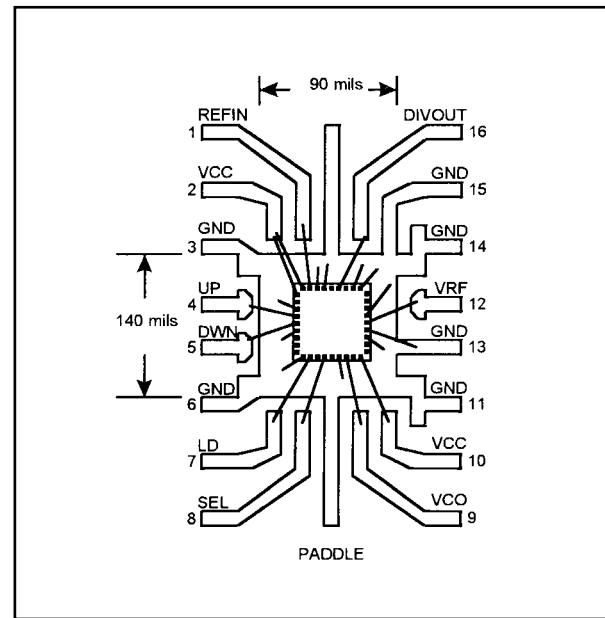 90 mils
REFIN
1
DIVOUT
16
VCC
2
GND
15
GND
3
GND
14
140 mils
UP
4
VRF
12
DWN
5
GND
13
GND
6
GND
11
LD
7
VCC
10
SEL
8
VCO
9
PADDLE